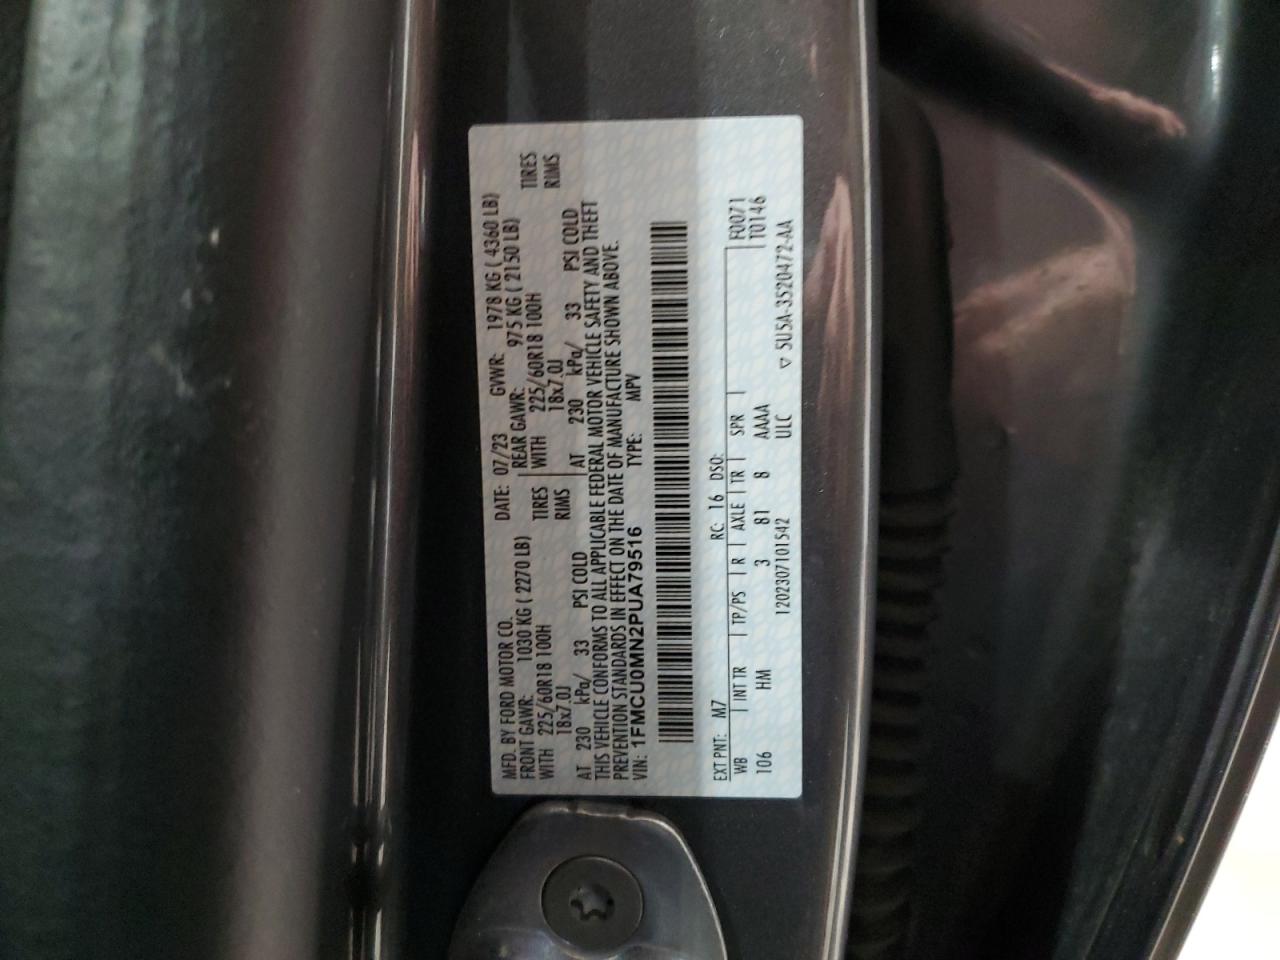 MFD. BY FORD MOTOR CO. DATE: 07/23 GVWR: 1978 KG ( 4360 LB)
FRONT GAWR: 1030 KG ( 2270 LB) REAR GAWR: 975 KG ( 2150 LB)
WITH 225/60R18 100H TIRES WITH 225/60R18 100H TIRES
18x7.0J RIMS 18x7.0J RIMS
AT 230 kPa/ 33 PSI COLD AT 230 kPa/ 33 PSI COLD
THIS VEHICLE CONFORMS TO ALL APPLICABLE FEDERAL MOTOR VEHICLE SAFETY AND THEFT
PREVENTION STANDARDS IN EFFECT ON THE DATE OF MANUFACTURE SHOWN ABOVE.
VIN: 1FMCU0MN2PUA79516 TYPE: MPV
EXT PNT: M7 RC: 16 DSO: F0071
WB INT TR TP/PS R AXLE TR SPR T0146
106 HM 3 81 8 AAAA
1202307101542 ULC ▽ 5U5A-3520472-AA